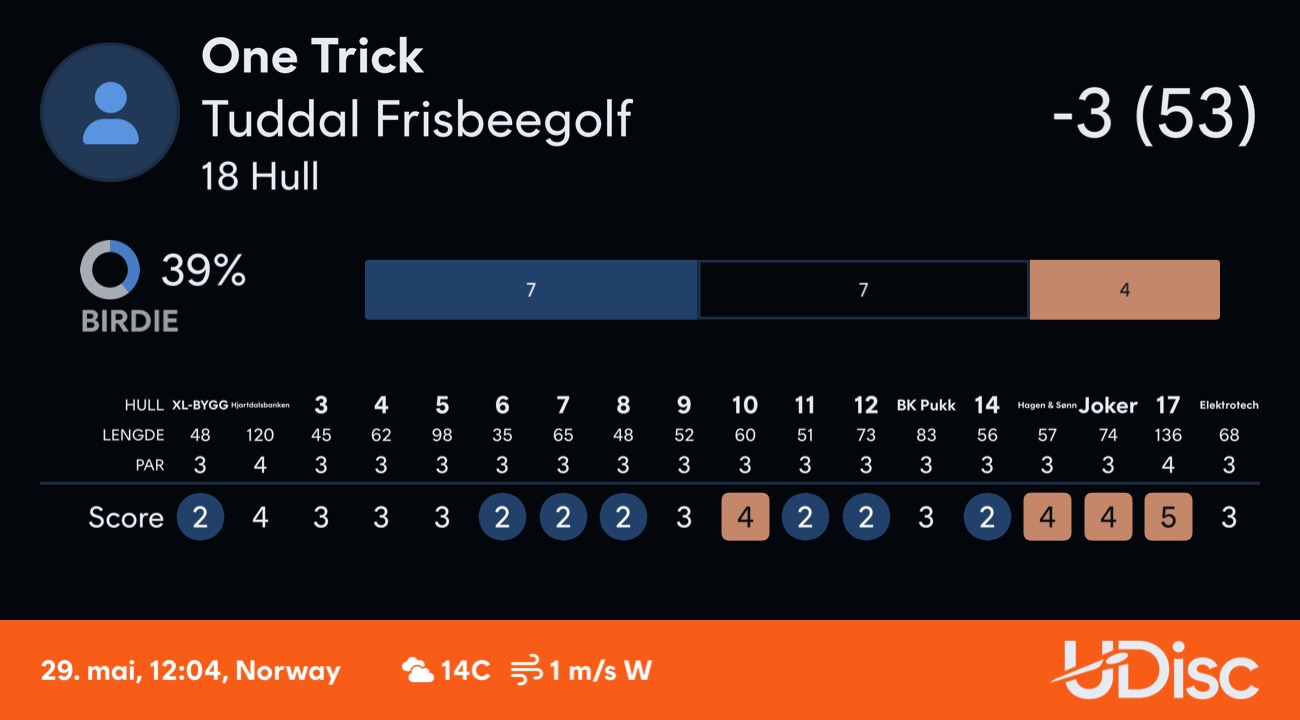 One Trick
Tuddal Frisbeegolf
18 Hull
-3 (53)
39%
BIRDIE
7 7 4
HULL XL-BYGG Hjartdalsbanken 3 4 5 6 7 8 9 10 11 12 BK Pukk 14 Hagen & Sønn Joker 17 Elektrotech
LENGDE 48 120 45 62 98 35 65 48 52 60 51 73 83 56 57 74 136 68
PAR 3 4 3 3 3 3 3 3 3 3 3 3 3 3 3 3 4 3
Score 2 4 3 3 3 2 2 2 3 4 2 2 3 2 4 4 5 3
29. mai, 12:04, Norway 14C 1 m/s W
UDisc